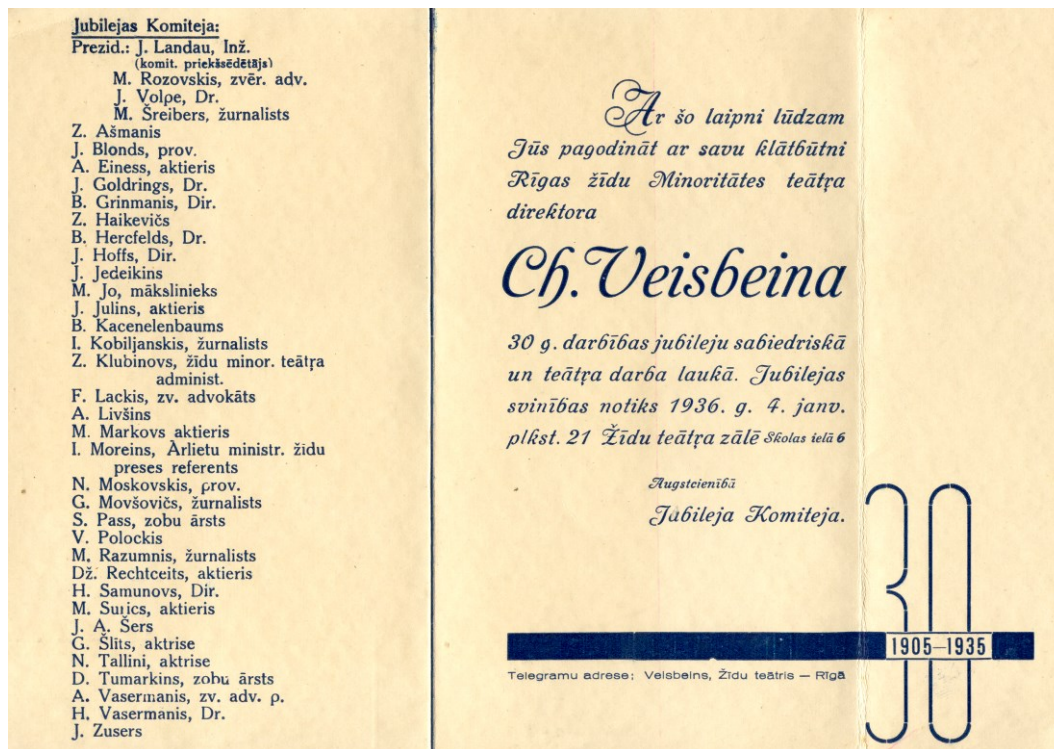 Jubilejas Komiteja:
Prezid.: J. Landau, Inž.
(komit. priekšsēdētājs)
M. Rozovskis, zvēr. adv.
J. Volpe, Dr.
M. Šreibers, žurnalists
Z. Ašmanis
J. Blonds, prov.
A. Einess, aktieris
J. Goldrings, Dr.
B. Grinmanis, Dir.
Z. Haikevičs
B. Hercfelds, Dr.
J. Hoffs, Dir.
J. Jedeikins
M. Jo, mākslinieks
J. Julins, aktieris
B. Kacenelenbaums
I. Kobiljanskis, žurnalists
Z. Klubinovs, žīdu minor. teātŗa
administ.
F. Lackis, zv. advokāts
A. Livšins
M. Markovs aktieris
I. Moreins, Ārlietu ministr. žīdu
preses referents
N. Moskovskis, prov.
G. Movšovičs, žurnalists
S. Pass, zobu ārsts
V. Polockis
M. Razumnis, žurnalists
Dž. Rechtceits, aktieris
H. Samunovs, Dir.
M. aktieris
J. A. Šers
G. Šlīts, aktrise
N. Tallini, aktrise
D. Tumarkins, zobu ārsts
A. Vasermanis, zv. adv. p.
H. Vasermanis, Dr.
J. Zusers
Ar šo laipni lūdzam
Jūs pagodināt ar savu klātbūtni
Rīgas žīdu Minoritātes teātŗa
direktora
Ch. Veisbeina
30 g. darbības jubileju sabiedriskā
un teātŗa darba laukā. Jubilejas
svinības notiks 1936. g. 4. janv.
plkst. 21 Žīdu teātŗa zālē Skolas ielā 6
Augstcienībā
Jubileja Komiteja.
30
1905–1935
Telegramu adrese; Veisbeins, Žīdu teātris — Rīgā